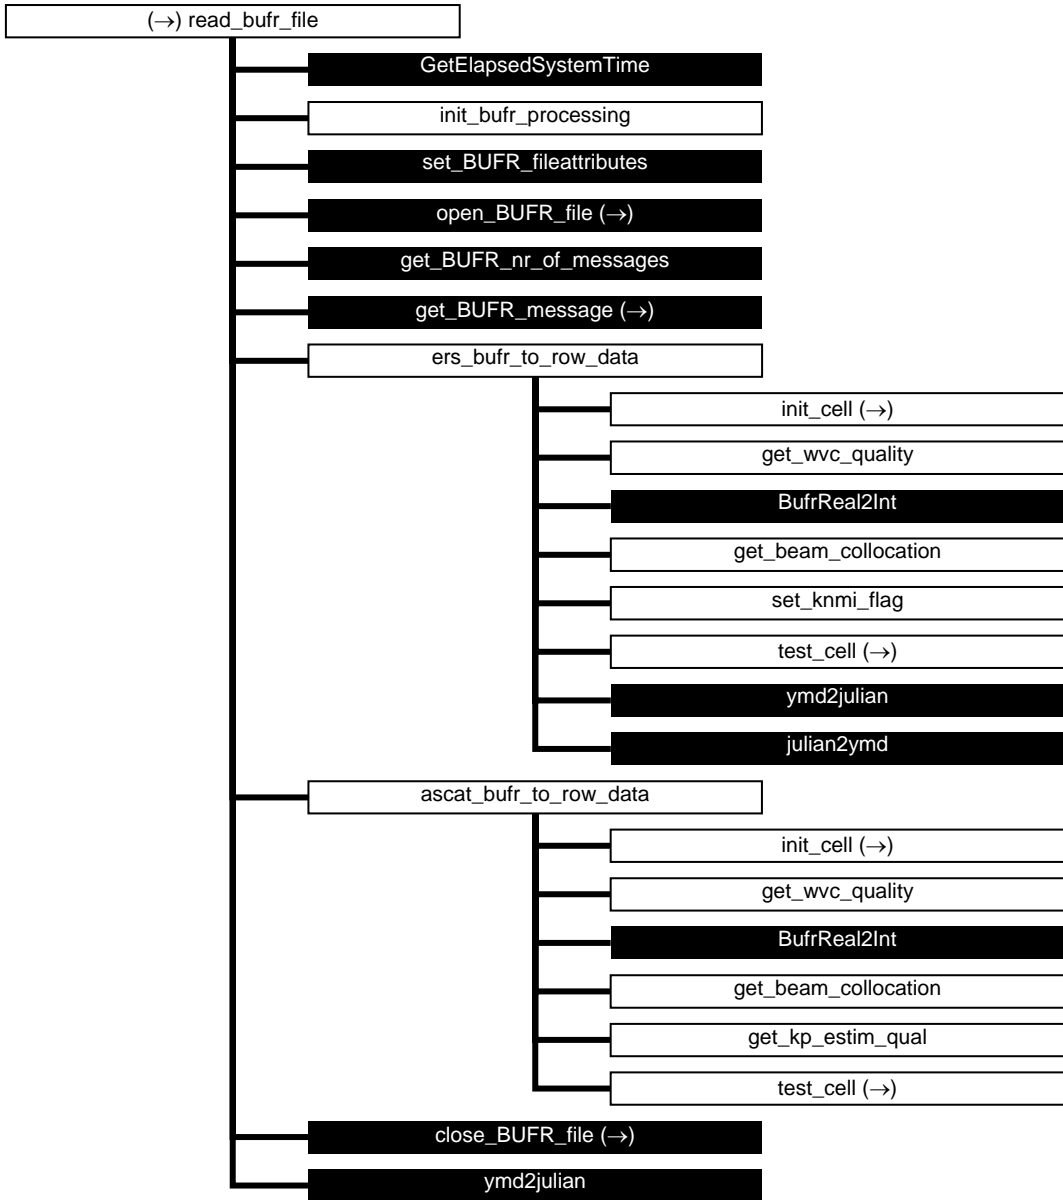 (→) read_bufr_file
GetElapsedSystemTime
init_bufr_processing
set_BUFR_fileattributes
open_BUFR_file (→)
get_BUFR_nr_of_messages
get_BUFR_message (→)
ers_bufr_to_row_data
init_cell (→)
get_wvc_quality
BufrReal2Int
get_beam_collocation
set_knmi_flag
test_cell (→)
ymd2julian
julian2ymd
ascat_bufr_to_row_data
init_cell (→)
get_wvc_quality
BufrReal2Int
get_beam_collocation
get_kp_estim_qual
test_cell (→)
close_BUFR_file (→)
ymd2julian